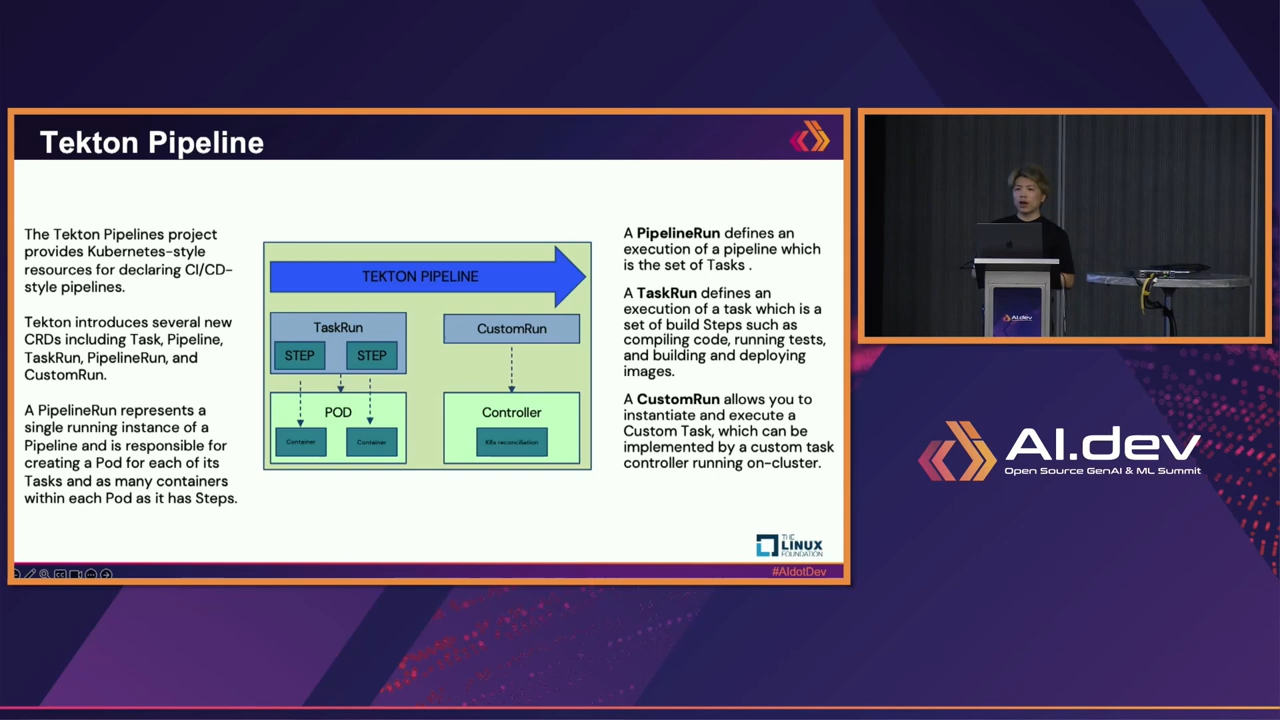 Tekton Pipeline
The Tekton Pipelines project
provides Kubernetes-style
resources for declaring CI/CD-
style pipelines.
Tekton introduces several new
CRDs including Task, Pipeline,
TaskRun, PipelineRun, and
CustomRun.
A PipelineRun represents a
single running instance of a
Pipeline and is responsible for
creating a Pod for each of its
Tasks and as many containers
within each Pod as it has Steps.
TEKTON PIPELINE
TaskRun
STEP
STEP
CustomRun
POD
Container
Container
Controller
K8s reconciliation
A PipelineRun defines an
execution of a pipeline which
is the set of Tasks .
A TaskRun defines an
execution of a task which is a
set of build Steps such as
compiling code, running tests,
and building and deploying
images.
A CustomRun allows you to
instantiate and execute a
Custom Task, which can be
implemented by a custom task
controller running on-cluster.
THE
LINUX
FOUNDATION
#AIdotDev
AI.dev
AI.dev
Open Source GenAI & ML Summit